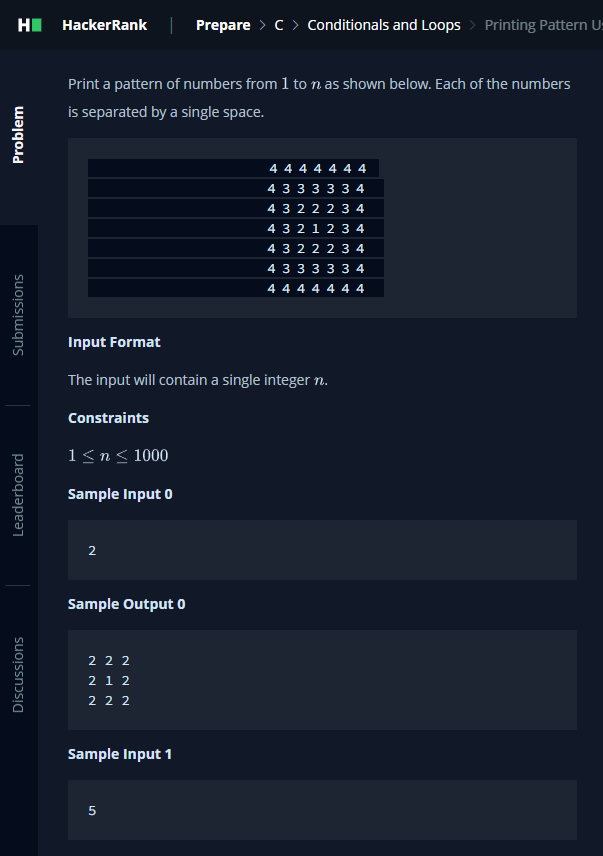 H HackerRank | Prepare > C > Conditionals and Loops > Printing Pattern Us
Problem
Submissions
Leaderboard
Discussions
Print a pattern of numbers from 1 to n as shown below. Each of the numbers
is separated by a single space.
4 4 4 4 4 4 4
4 3 3 3 3 3 4
4 3 2 2 2 3 4
4 3 2 1 2 3 4
4 3 2 2 2 3 4
4 3 3 3 3 3 4
4 4 4 4 4 4 4
Input Format
The input will contain a single integer n.
Constraints
1 ≤ n ≤ 1000
Sample Input 0
2
Sample Output 0
2 2 2
2 1 2
2 2 2
Sample Input 1
5